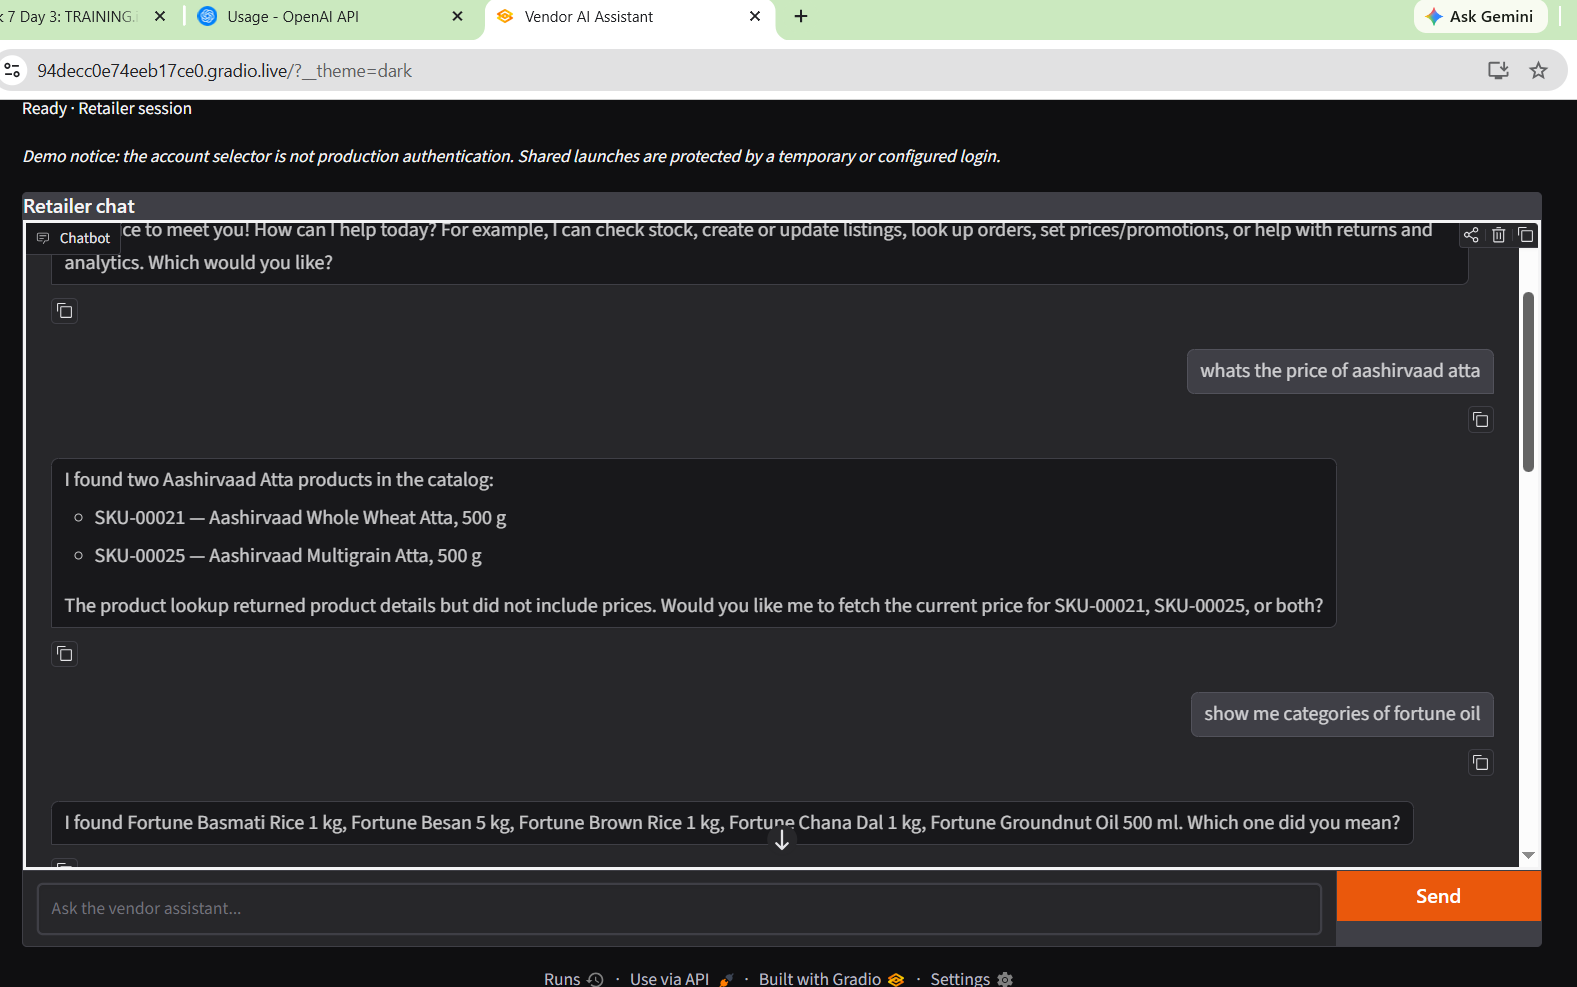 7 Day 3: TRAINING.
Usage - OpenAI API
Vendor AI Assistant
Ask Gemini
94decc0e74eeb17ce0.gradio.live/?__theme=dark
Ready · Retailer session
Demo notice: the account selector is not production authentication. Shared launches are protected by a temporary or configured login.
Retailer chat
Chatbot
ce to meet you! How can I help today? For example, I can check stock, create or update listings, look up orders, set prices/promotions, or help with returns and
analytics. Which would you like?
whats the price of aashirvaad atta
I found two Aashirvaad Atta products in the catalog:
SKU-00021 — Aashirvaad Whole Wheat Atta, 500 g
SKU-00025 — Aashirvaad Multigrain Atta, 500 g
The product lookup returned product details but did not include prices. Would you like me to fetch the current price for SKU-00021, SKU-00025, or both?
show me categories of fortune oil
I found Fortune Basmati Rice 1 kg, Fortune Besan 5 kg, Fortune Brown Rice 1 kg, Fortune Chana Dal 1 kg, Fortune Groundnut Oil 500 ml. Which one did you mean?
Ask the vendor assistant...
Send
Runs · Use via API · Built with Gradio · Settings